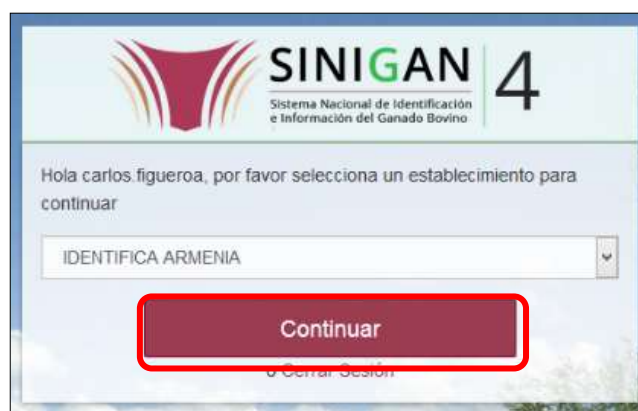 SINIGAN 4
Sistema Nacional de Identificación
e Información del Ganado Bovino
Hola carlos.figueroa, por favor selecciona un establecimiento para
continuar
IDENTIFICA ARMENIA
Continuar
o Cerrar Sesión